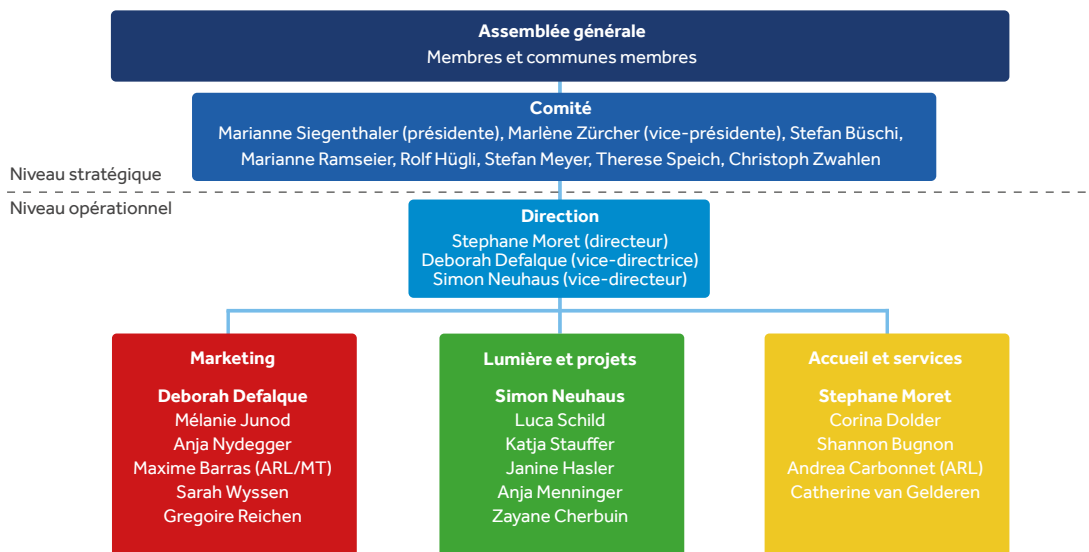 Assemblée générale
Membres et communes membres
Comité
Marianne Siegenthaler (présidente), Marlène Zürcher (vice-présidente), Stefan Büschi,
Marianne Ramseier, Rolf Hügli, Stefan Meyer, Therese Speich, Christoph Zwahlen
Niveau stratégique
Niveau opérationnel
Direction
Stephane Moret (directeur)
Deborah Defalque (vice-directrice)
Simon Neuhaus (vice-directeur)
Marketing
Deborah Defalque
Mélanie Junod
Anja Nydegger
Maxime Barras (ARL/MT)
Sarah Wyssen
Gregoire Reichen
Lumière et projets
Simon Neuhaus
Luca Schild
Katja Stauffer
Janine Hasler
Anja Menninger
Zayane Cherbuin
Accueil et services
Stephane Moret
Corina Dolder
Shannon Bugnon
Andrea Carbonnet (ARL)
Catherine van Gelderen